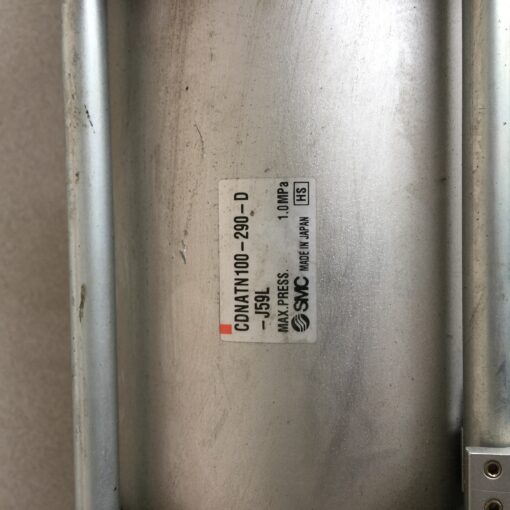 CDNATN100-290-D
-J59L
MAX.PRESS. 1.0MPa
SMC MADE IN JAPAN HS